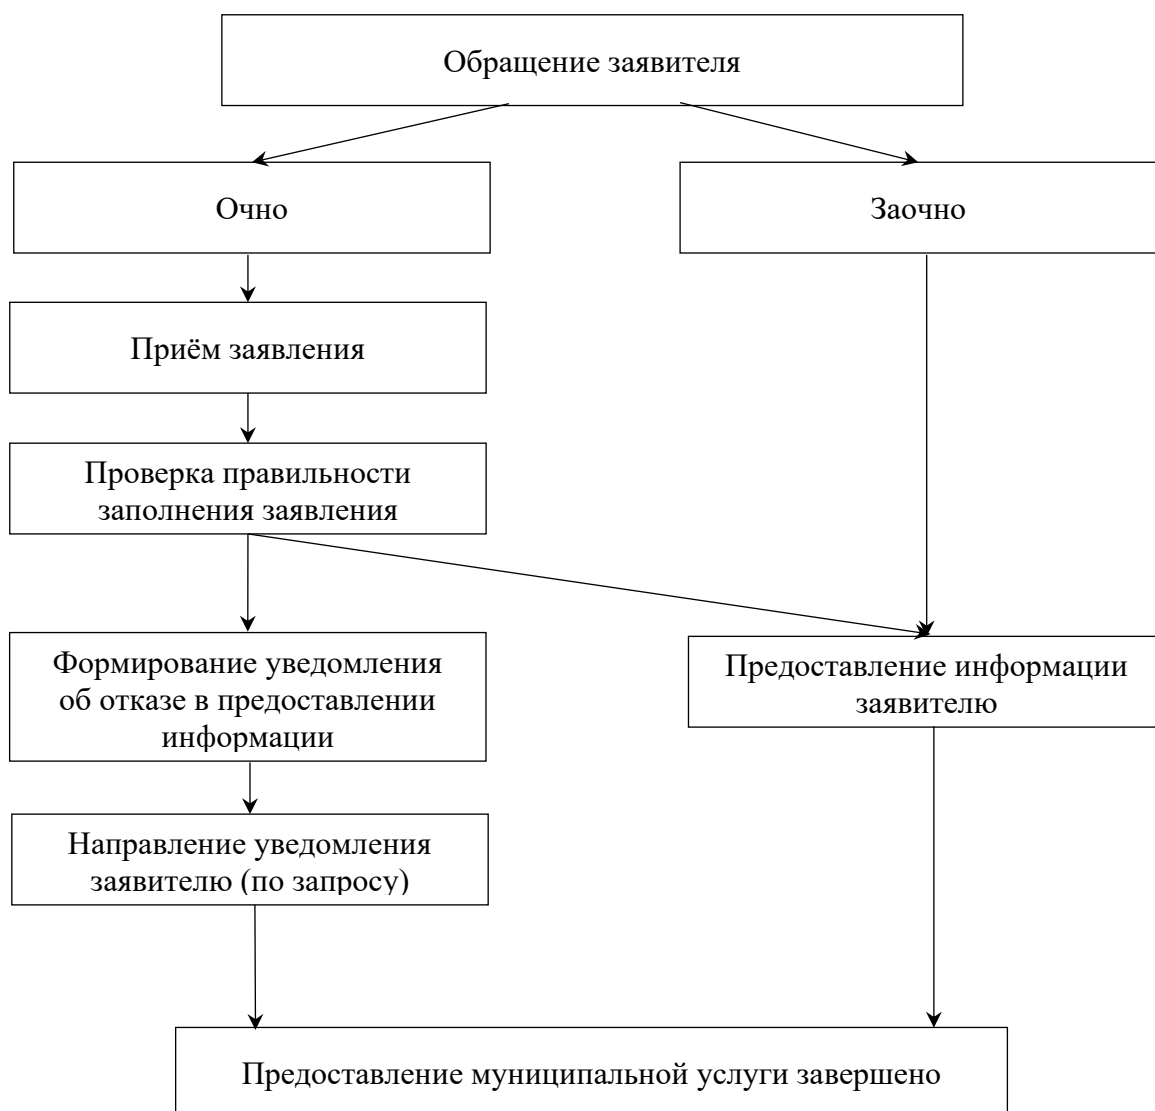 Обращение заявителя
Очно
Заочно
Приём заявления
Проверка правильности
заполнения заявления
Формирование уведомления
об отказе в предоставлении
информации
Предоставление информации
заявителю
Направление уведомления
заявителю (по запросу)
Предоставление муниципальной услуги завершено